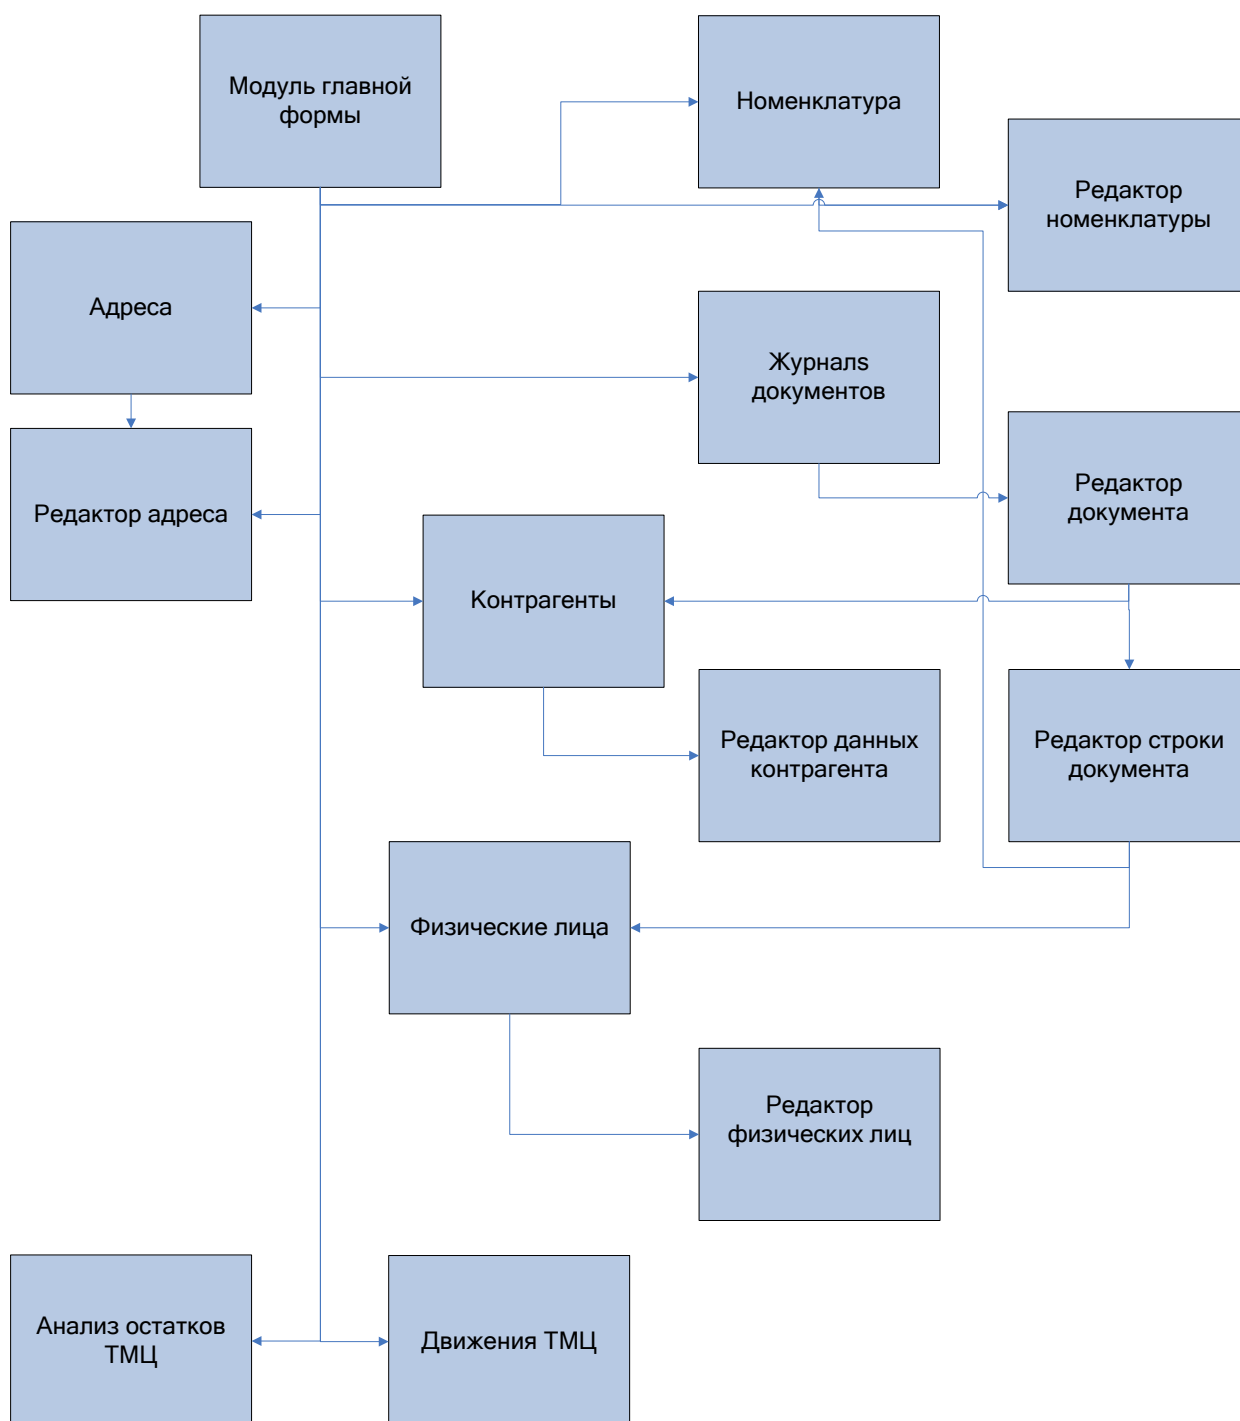 Модуль главной
формы
Номенклатура
Редактор
номенклатуры
Адреса
Журналs
документов
Редактор адреса
Редактор
документа
Контрагенты
Редактор данных
контрагента
Редактор строки
документа
Физические лица
Редактор
физических лиц
Анализ остатков
ТМЦ
Движения ТМЦ